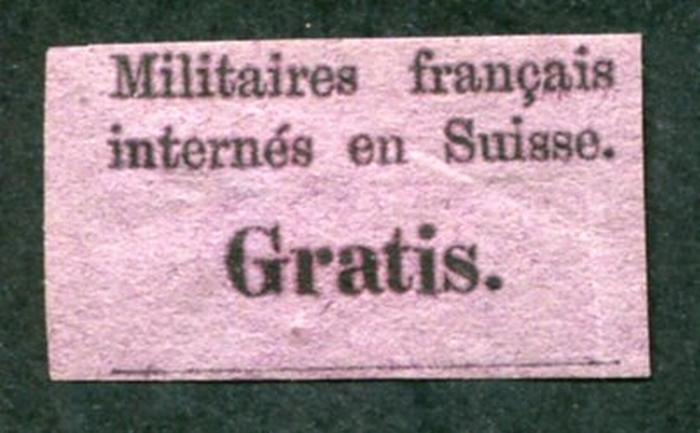 Militaires français
internés en Suisse.
Gratis.